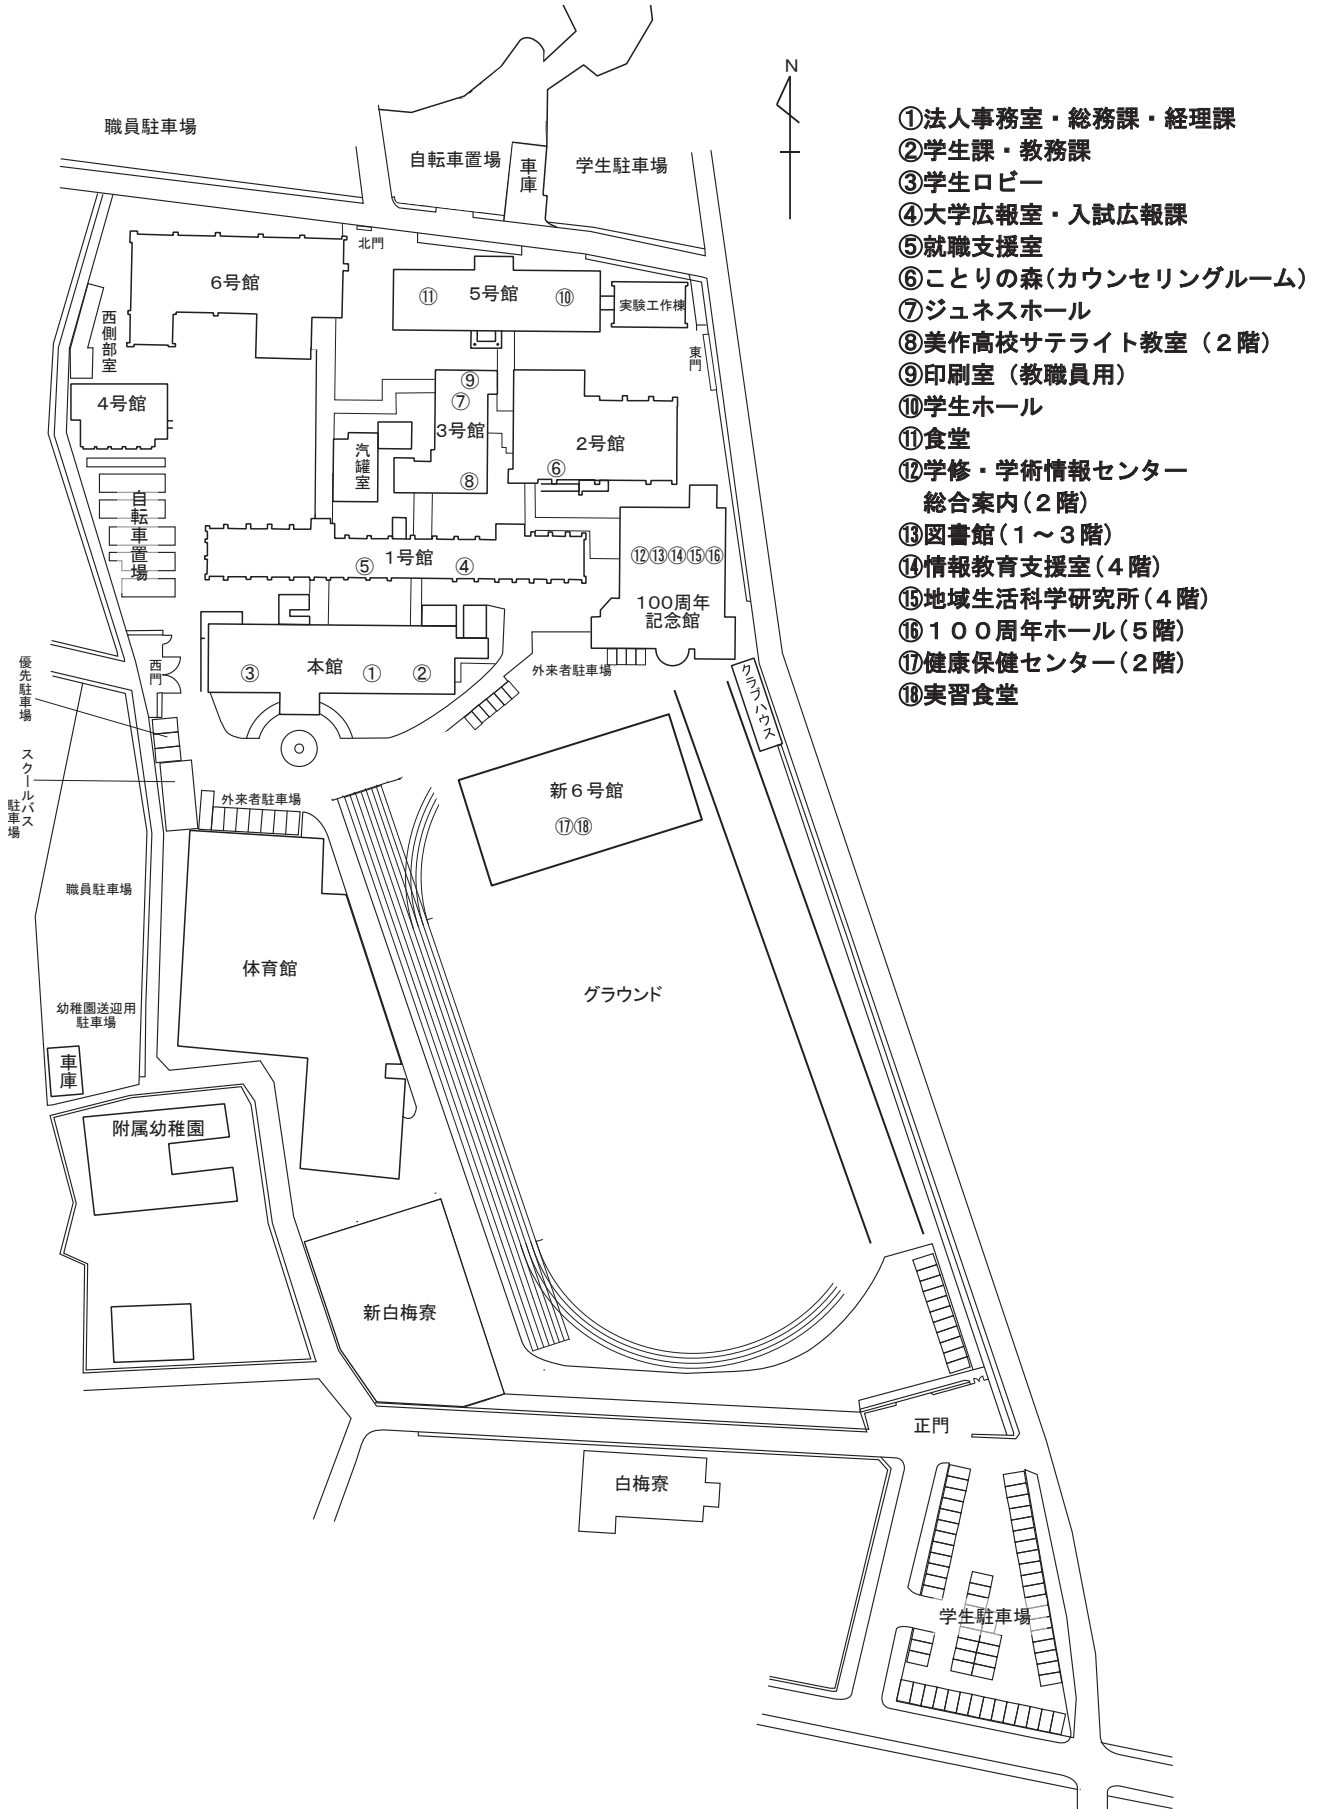 N
職員駐車場
自転車置場
車庫
学生駐車場
北門
6号館
⑪ 5号館 ⑩
実験工作棟
西側部室
東門
4号館
⑨
⑦
3号館
⑧
汽罐室
2号館
⑥
自転車置場
1号館
⑤ ④
⑫⑬⑭⑮⑯
100周年
記念館
西門
本館
③ ① ②
外来者駐車場
クラブハウス
優先駐車場
スクールバス
駐車場
外来者駐車場
新6号館
⑰⑱
職員駐車場
体育館
グラウンド
幼稚園送迎用
駐車場
車庫
附属幼稚園
新白梅寮
正門
白梅寮
学生駐車場
①法人事務室・総務課・経理課
②学生課・教務課
③学生ロビー
④大学広報室・入試広報課
⑤就職支援室
⑥ことりの森(カウンセリングルーム)
⑦ジュネスホール
⑧美作高校サテライト教室（２階）
⑨印刷室（教職員用）
⑩学生ホール
⑪食堂
⑫学修・学術情報センター
総合案内(２階)
⑬図書館(１～３階)
⑭情報教育支援室(４階)
⑮地域生活科学研究所(４階)
⑯１００周年ホール(５階)
⑰健康保健センター(２階)
⑱実習食堂